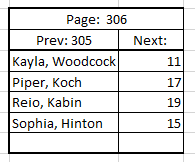 Page: 306
Prev: 305 Next:
Kayla, Woodcock 11
Piper, Koch 17
Reio, Kabin 19
Sophia, Hinton 15